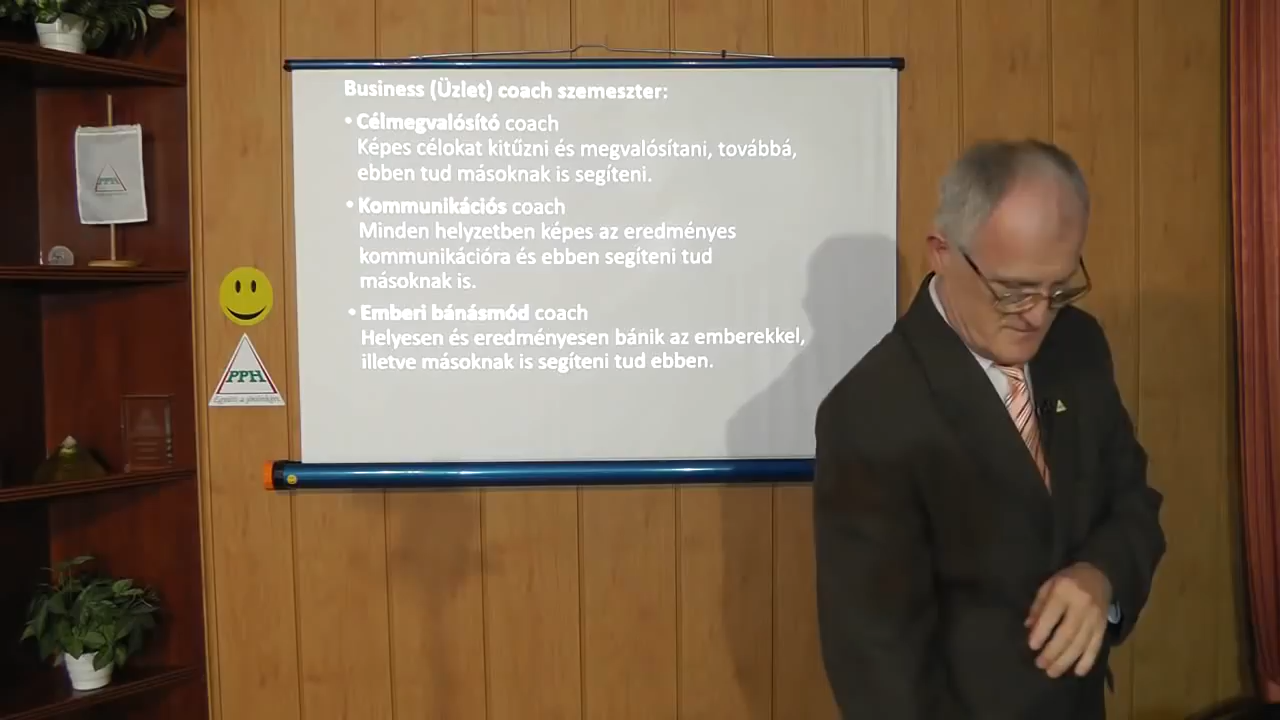 Business (Üzlet) coach szemeszter:
• Célmegvalósító coach
Képes célokat kitűzni és megvalósítani, továbbá,
ebben tud másoknak is segíteni.
• Kommunikációs coach
Minden helyzetben képes az eredményes
kommunikációra és ebben segíteni tud
másoknak is.
• Emberi bánásmód coach
Helyesen és eredményesen bánik az emberekkel,
illetve másoknak is segíteni tud ebben.
PPH
PPH